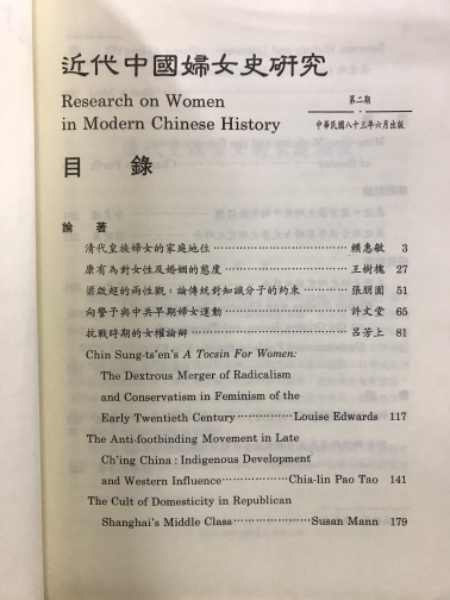 近代中國婦女史研究
Research on Women
in Modern Chinese History
第二期
中華民國八十三年六月出版
目 錄
論 著
清代皇族婦女的家庭地位 賴惠敏 3
康有為對女性及婚姻的態度 王樹槐 27
梁啟超的兩性觀：論傳統對知識分子的約束 張朋園 51
向警予與中共早期婦女運動 許文堂 65
抗戰時期的女權論辯 呂芳上 81
Chin Sung-ts'en's A Tocsin For Women:
The Dextrous Merger of Radicalism
and Conservatism in Feminism of the
Early Twentieth Century Louise Edwards 117
The Anti-footbinding Movement in Late
Ch'ing China : Indigenous Development
and Western Influence Chia-lin Pao Tao 141
The Cult of Domesticity in Republican
Shanghai's Middle Class Susan Mann 179